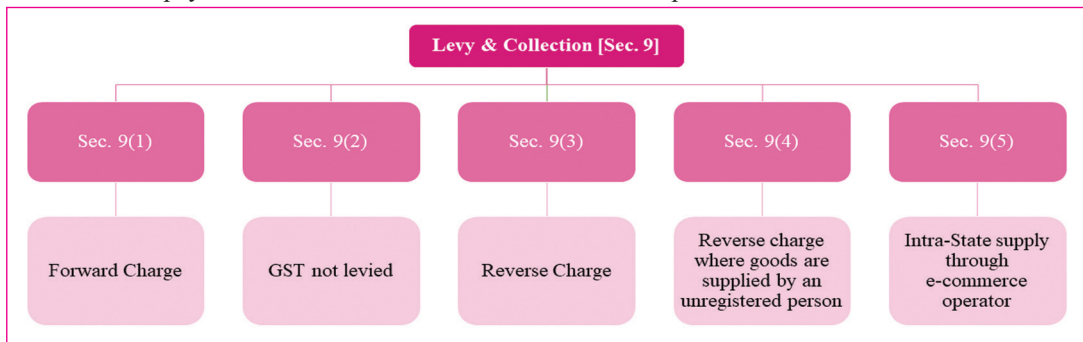 Levy & Collection [Sec. 9]
Sec. 9(1)
Sec. 9(2)
Sec. 9(3)
Sec. 9(4)
Sec. 9(5)
Forward Charge
GST not levied
Reverse Charge
Reverse charge
where goods are
supplied by an
unregistered person
Intra-State supply
through
e-commerce
operator